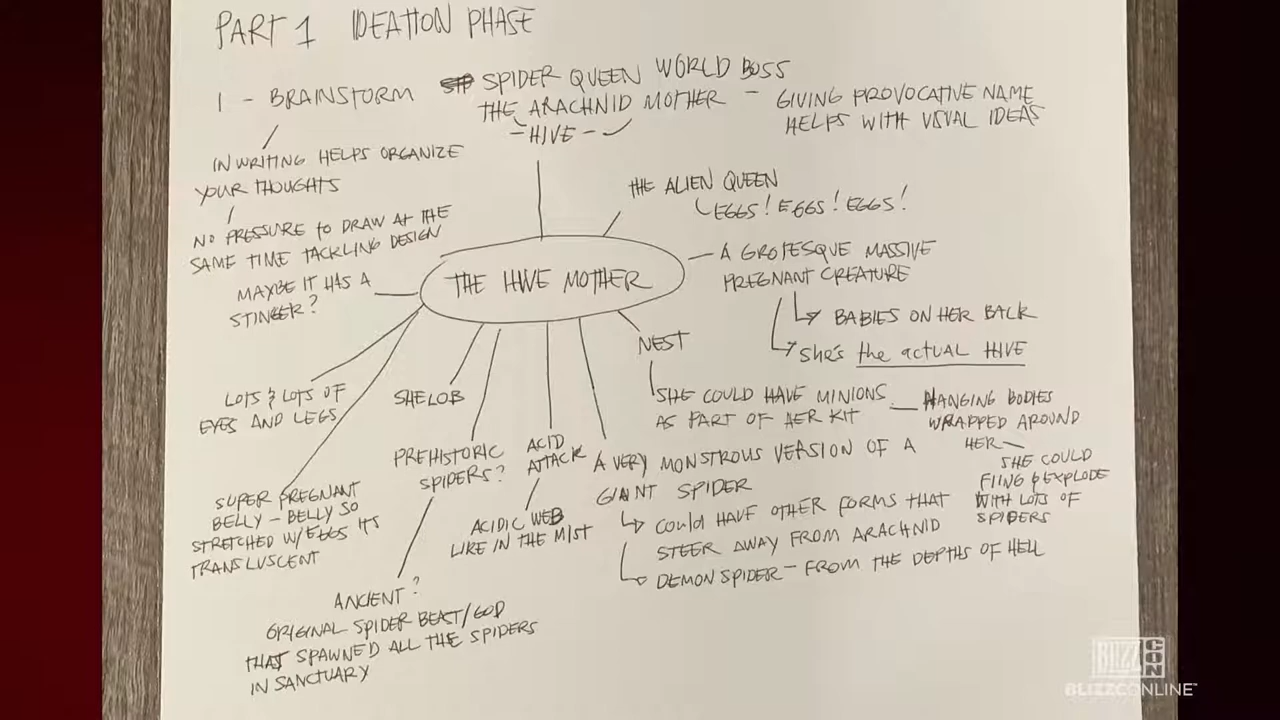 PART 1 IDEATION PHASE
1 - BRAINSTORM
SPIDER QUEEN WORLD BOSS
THE ARACHNID MOTHER - GIVING PROVOCATIVE NAME
HELPS WITH VISUAL IDEAS
- HIVE - ✓
IN WRITING HELPS ORGANIZE
YOUR THOUGHTS
NO PRESSURE TO DRAW AT THE
SAME TIME TACKLING DESIGN
MAYBE IT HAS A
STINGER?
THE ALIEN QUEEN
EGGS! EGGS! EGGS!
THE HIVE MOTHER
A GROTESQUE MASSIVE
PREGNANT CREATURE
BABIES ON HER BACK
SHE'S the actual HIVE
NEST
SHE COULD HAVE MINIONS
AS PART OF HER KIT
HANGING BODIES
WRAPPED AROUND
HER
SHE COULD
FLING & EXPLODE
WITH LOTS OF
SPIDERS
LOTS & LOTS OF
EYES AND LEGS
SHELOB
PREHISTORIC
SPIDERS?
ACID
ATTACK
ACIDIC WEB
LIKE IN THE MIST
A VERY MONSTROUS VERSION OF A
GIANT SPIDER
COULD HAVE OTHER FORMS THAT
STEER AWAY FROM ARACHNID
DEMON SPIDER - FROM THE DEPTHS OF HELL
SUPER PREGNANT
BELLY - BELLY SO
STRETCHED W/EGGS ITS
TRANSLUSCENT
ANCIENT?
ORIGINAL SPIDER BEAST/GOD
THAT SPAWNED ALL THE SPIDERS
IN SANCTUARY
BLIZZCON
BLIZZCONLINE™